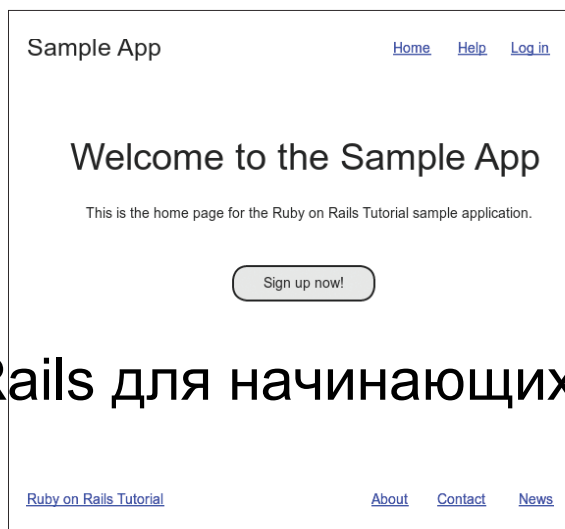 Sample App
Home Help Log in
Welcome to the Sample App
This is the home page for the Ruby on Rails Tutorial sample application.
Sign up now!
Rails для начинающих
Ruby on Rails Tutorial
About Contact News